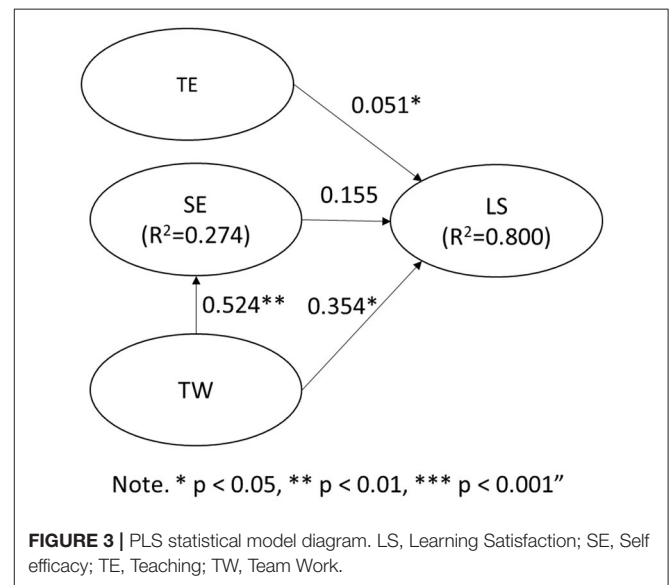 TE
0.051*
SE
(R²=0.274)
0.155
LS
(R²=0.800)
0.524**
0.354*
TW
Note. * p < 0.05, ** p < 0.01, *** p < 0.001”
FIGURE 3 | PLS statistical model diagram. LS, Learning Satisfaction; SE, Self
efficacy; TE, Teaching; TW, Team Work.